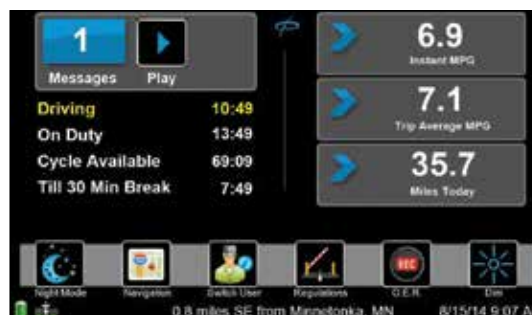 1
Messages Play
Driving 10:49
On Duty 13:49
Cycle Available 69:09
Till 30 Min Break 7:49
6.9
Instant MPG
7.1
Trip Average MPG
35.7
Miles Today
Night Mode Navigation Switch User Regulations REC O.E.R. Dim
0.8 miles SE from Minnetonka, MN 8/15/14 9:07 A